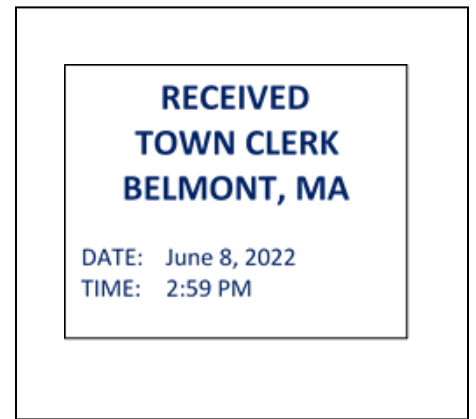 RECEIVED
TOWN CLERK
BELMONT, MA
DATE: June 8, 2022
TIME: 2:59 PM